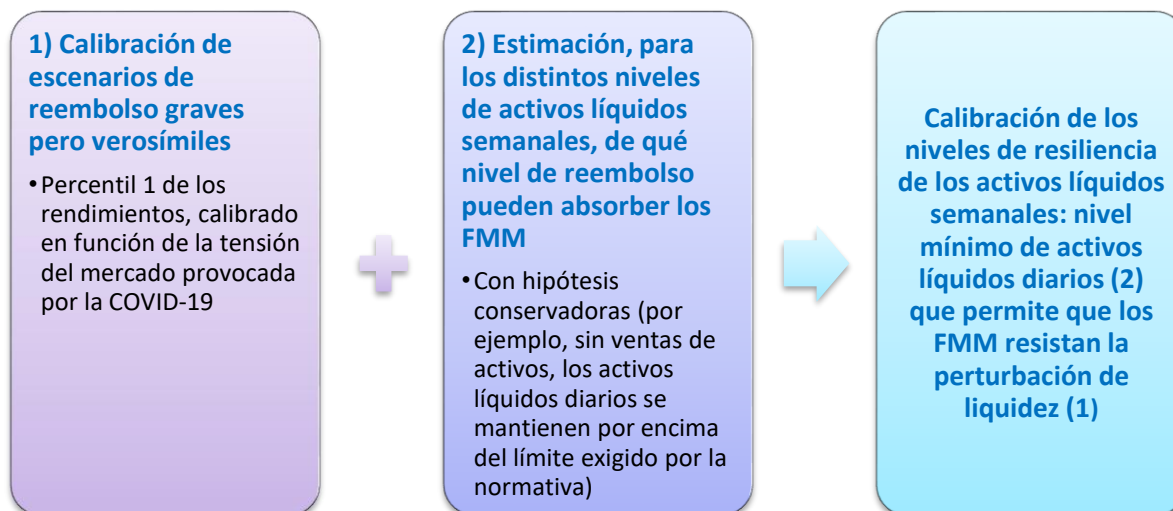 1) Calibración de
escenarios de
reembolso graves
pero verosímiles
• Percentil 1 de los
rendimientos, calibrado
en función de la tensión
del mercado provocada
por la COVID-19
2) Estimación, para
los distintos niveles
de activos líquidos
semanales, de qué
nivel de reembolso
pueden absorber los
FMM
• Con hipótesis
conservadoras (por
ejemplo, sin ventas de
activos, los activos
líquidos diarios se
mantienen por encima
del límite exigido por la
normativa)
Calibración de los
niveles de resiliencia
de los activos líquidos
semanales: nivel
mínimo de activos
líquidos diarios (2)
que permite que los
FMM resistan la
perturbación de
liquidez (1)